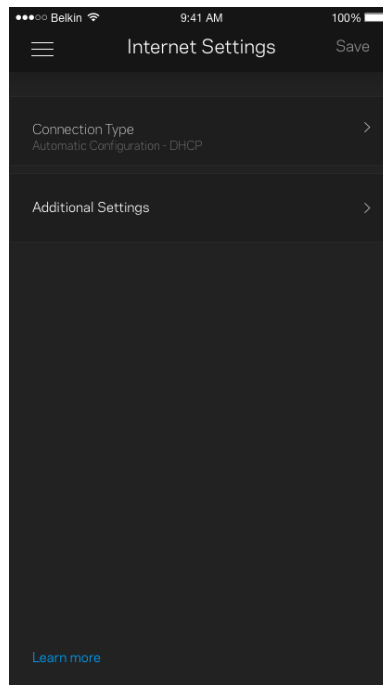 Belkin 9:41 AM 100%
Internet Settings Save
Connection Type
Automatic Configuration - DHCP
Additional Settings
Learn more